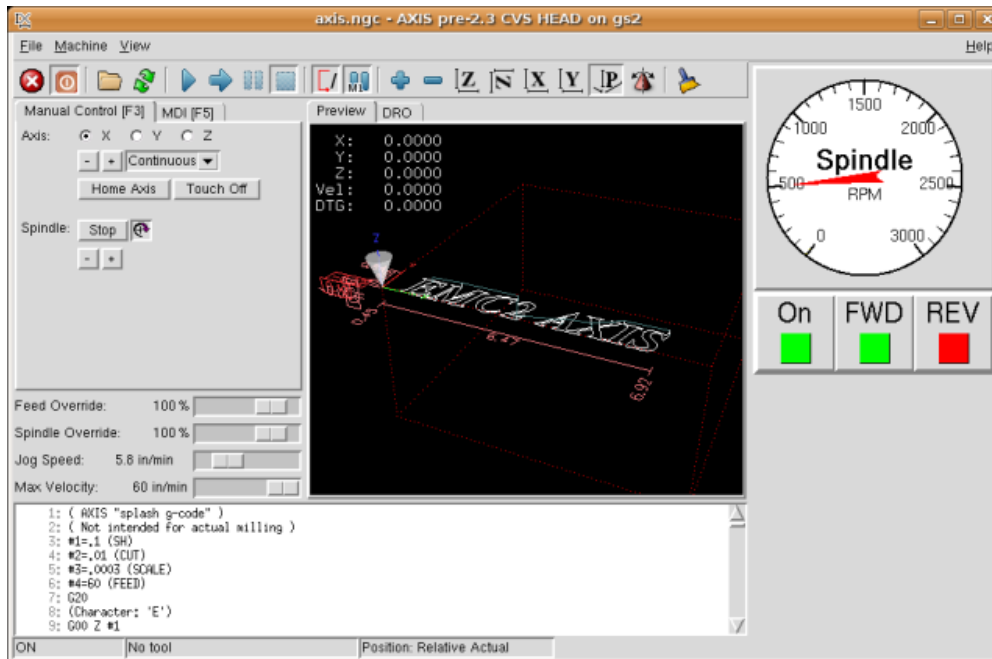 axis.ngc - AXIS pre-2.3 CVS HEAD on gs2
File Machine View Help
Z N X Y P
Manual Control [F3] MDI [F5]
Axis: X Y Z
- + Continuous
Home Axis Touch Off
Spindle: Stop
- +
Feed Override: 100 %
Spindle Override: 100 %
Jog Speed: 5.8 in/min
Max Velocity: 60 in/min
Preview DRO
X: 0.0000
Y: 0.0000
Z: 0.0000
Vel: 0.0000
DTG: 0.0000
Z
EMC2 AXIS
0.45
6.47
6.92
0 500 1000 1500 2000 2500 3000
Spindle
RPM
On FWD REV
1: ( AXIS "splash g-code" )
2: ( Not intended for actual milling )
3: #1=.1 (SH)
4: #2=.01 (CUT)
5: #3=.0003 (SCALE)
6: #4=60 (FEED)
7: G20
8: (Character: 'E')
9: G00 Z #1
ON No tool Position: Relative Actual